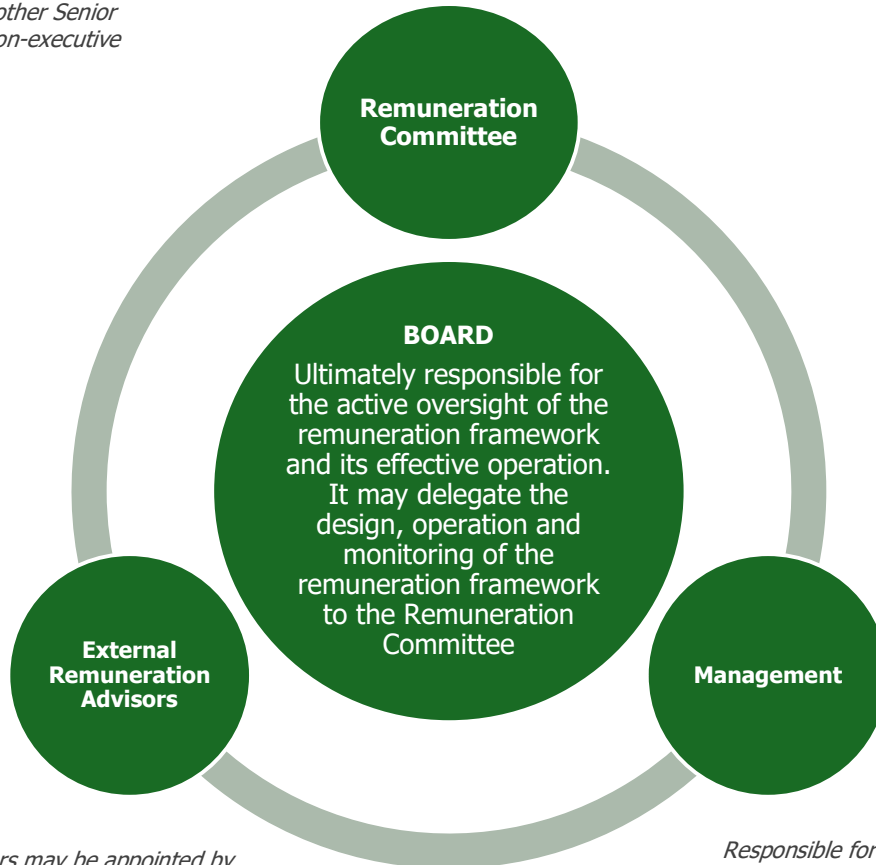 other Senior
on-executive
Remuneration
Committee
BOARD
Ultimately responsible for
the active oversight of the
remuneration framework
and its effective operation.
It may delegate the
design, operation and
monitoring of the
remuneration framework
to the Remuneration
Committee
External
Remuneration
Advisors
Management
rs may be appointed by
Responsible for